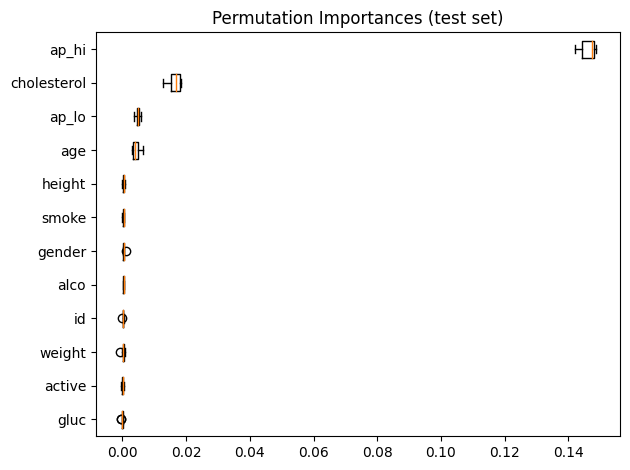 Permutation Importances (test set)
ap_hi
cholesterol
ap_lo
age
height
smoke
gender
alco
id
weight
active
gluc
0.00 0.02 0.04 0.06 0.08 0.10 0.12 0.14